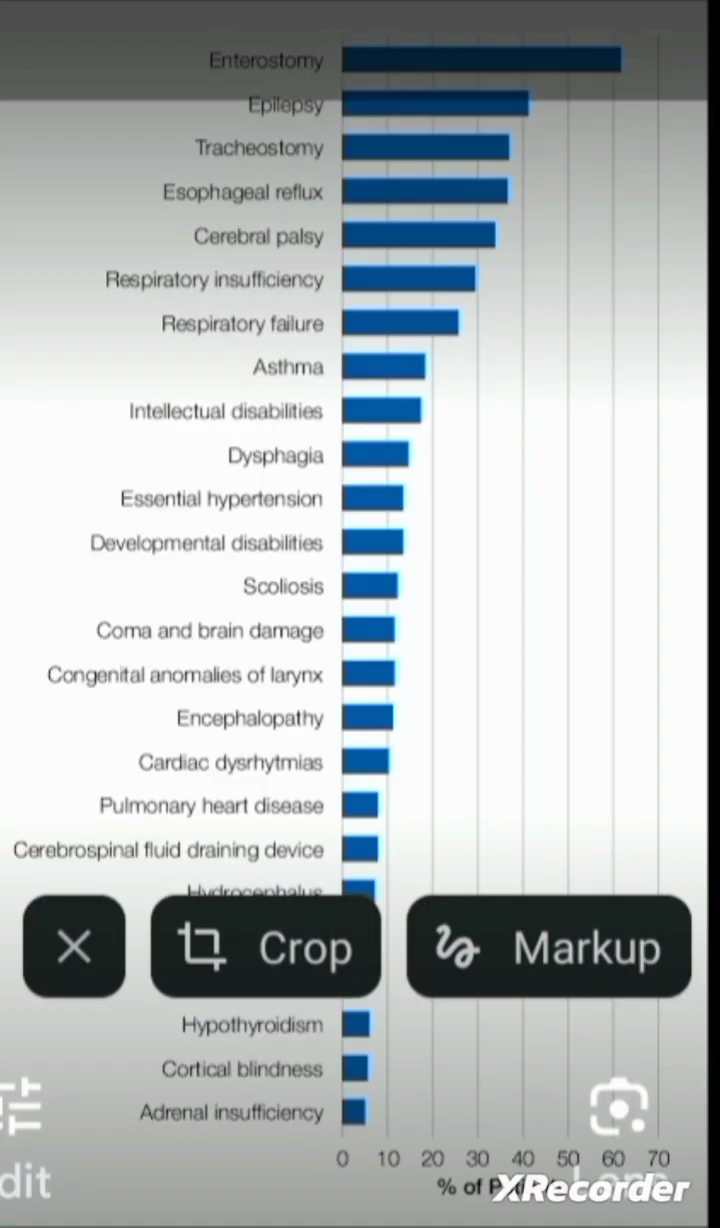 Enterostomy
Epilepsy
Tracheostomy
Esophageal reflux
Cerebral palsy
Respiratory insufficiency
Respiratory failure
Asthma
Intellectual disabilities
Dysphagia
Essential hypertension
Developmental disabilities
Scoliosis
Coma and brain damage
Congenital anomalies of larynx
Encephalopathy
Cardiac dysrhytmias
Pulmonary heart disease
Cerebrospinal fluid draining device
Hydrocephalus
Crop
Markup
Hypothyroidism
Cortical blindness
Adrenal insufficiency
0 10 20 30 40 50 60 70
% of
XRecorder
dit